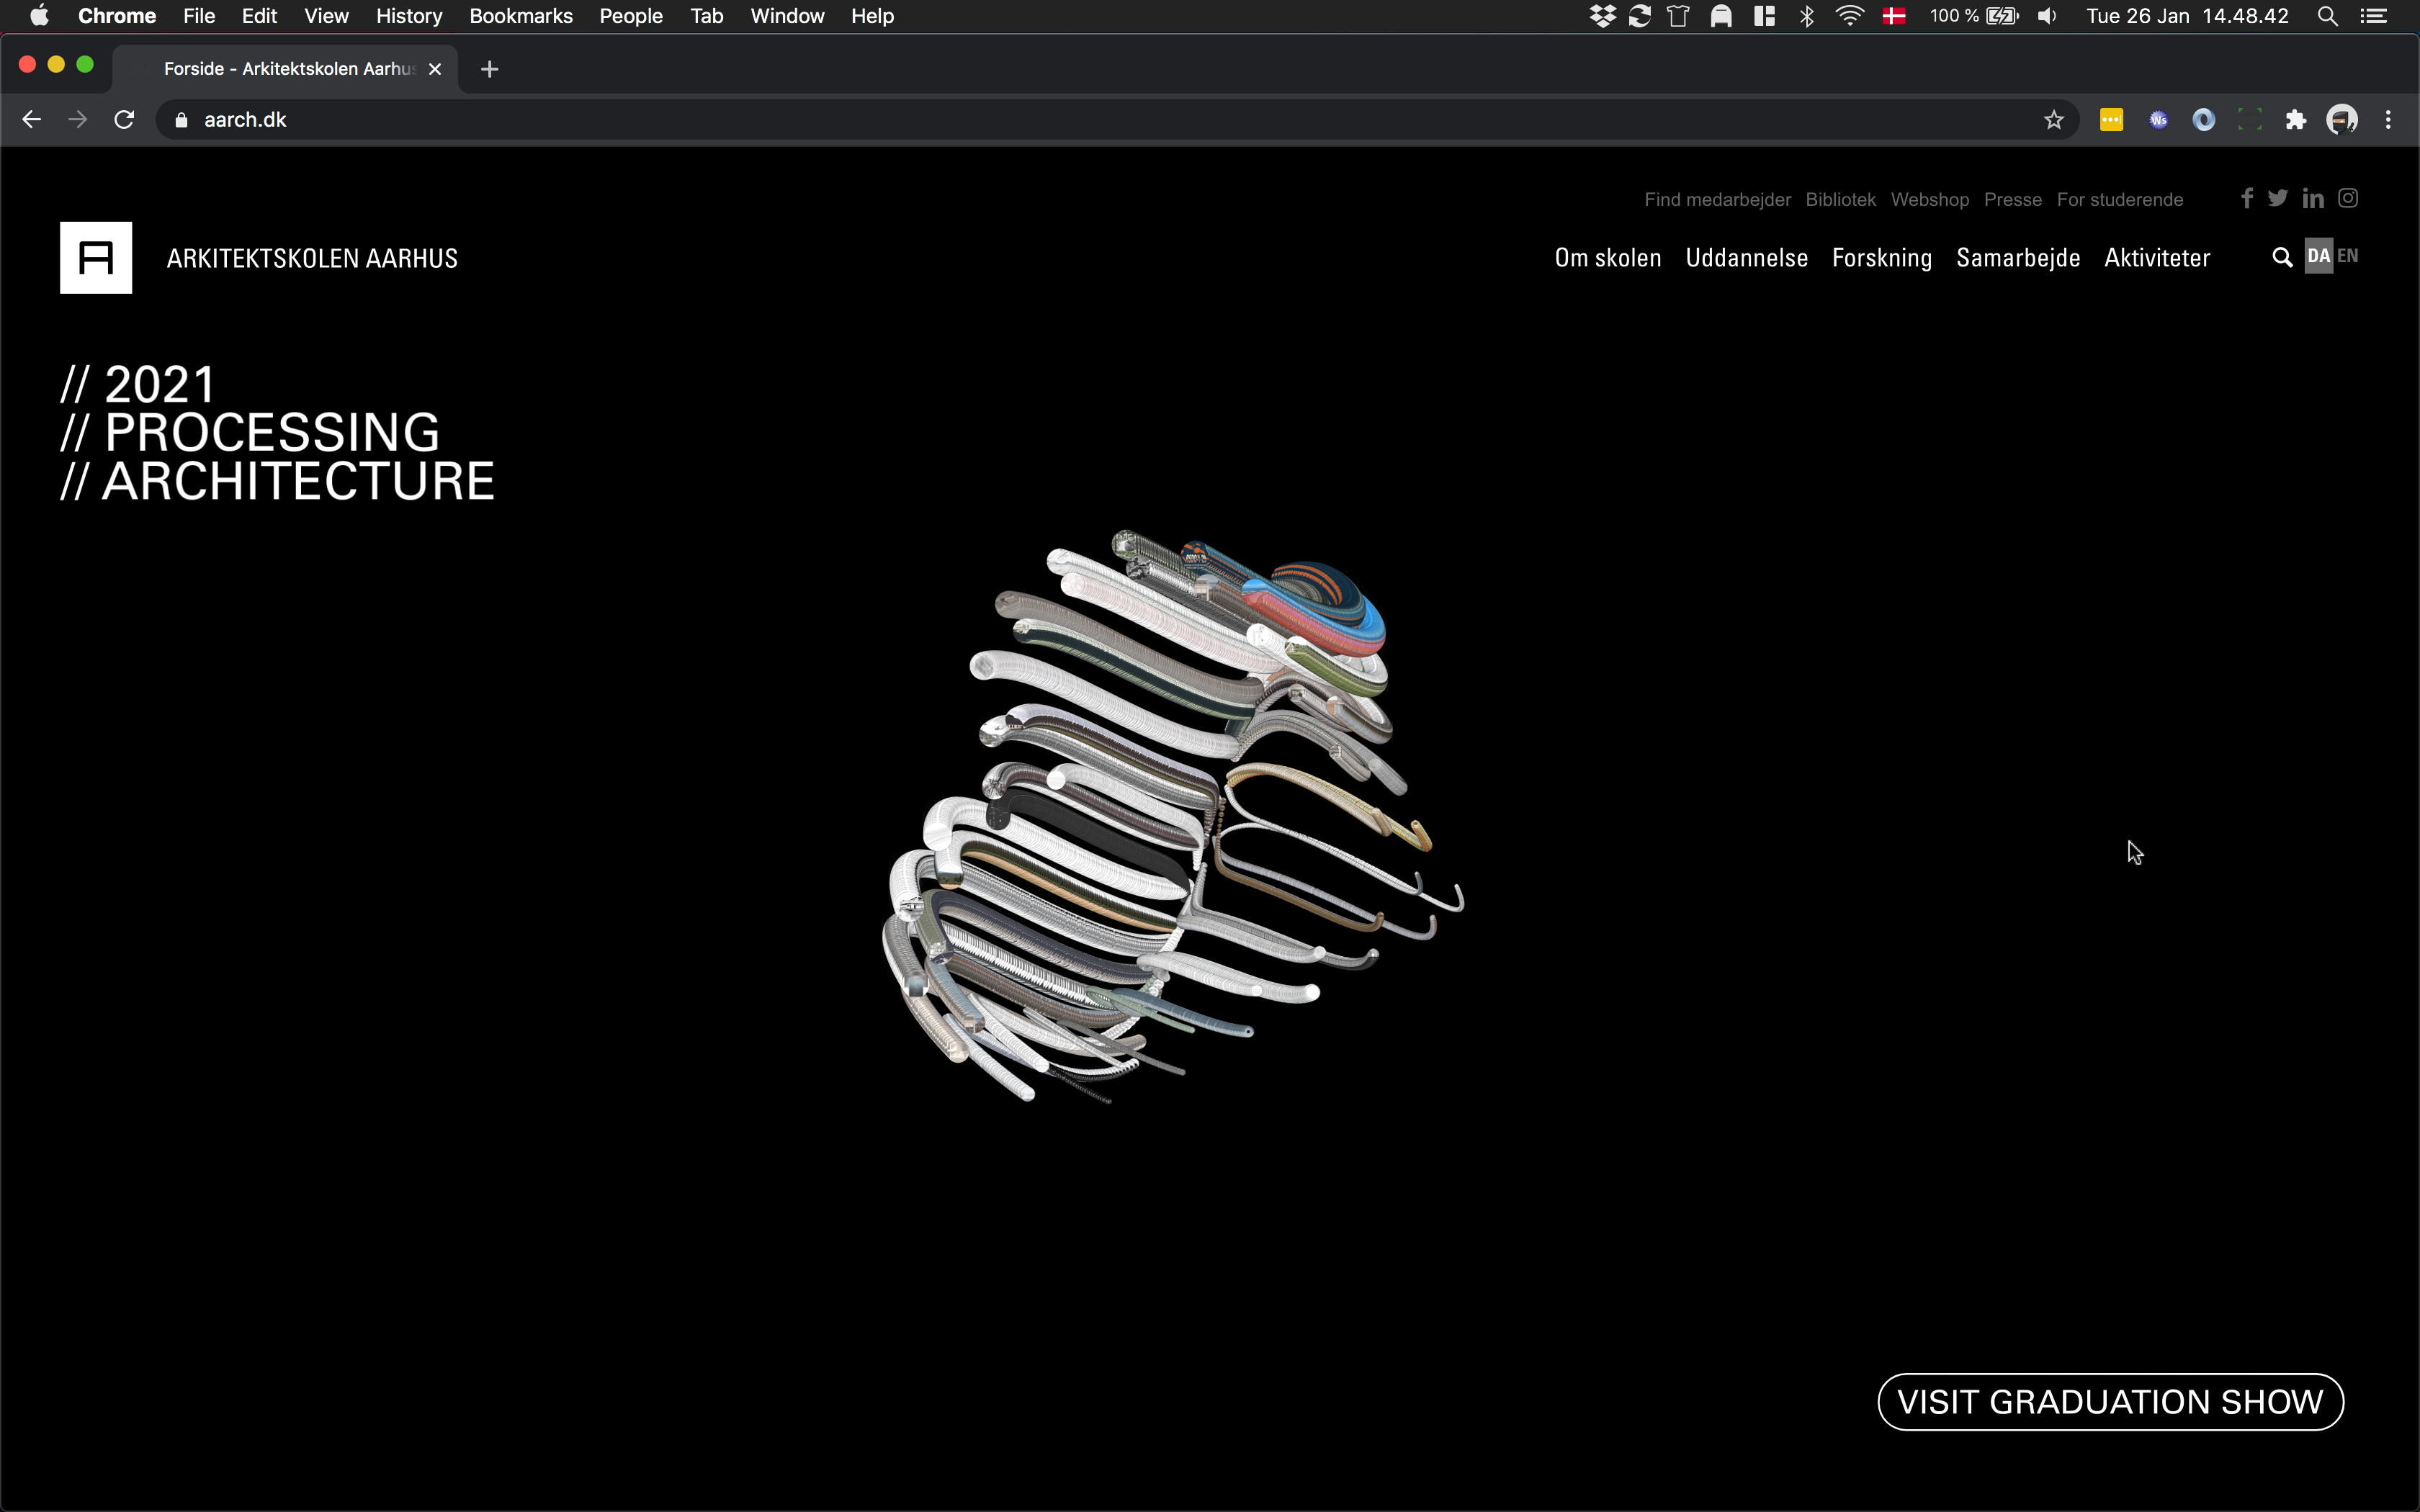 Chrome File Edit View History Bookmarks People Tab Window Help 100 % Tue 26 Jan 14.48.42
Forside - Arkitektskolen Aarhus
aarch.dk
Ws
Find medarbejder Bibliotek Webshop Presse For studerende
A ARKITEKTSKOLEN AARHUS
Om skolen Uddannelse Forskning Samarbejde Aktiviteter DA EN
// 2021
// PROCESSING
// ARCHITECTURE
VISIT GRADUATION SHOW